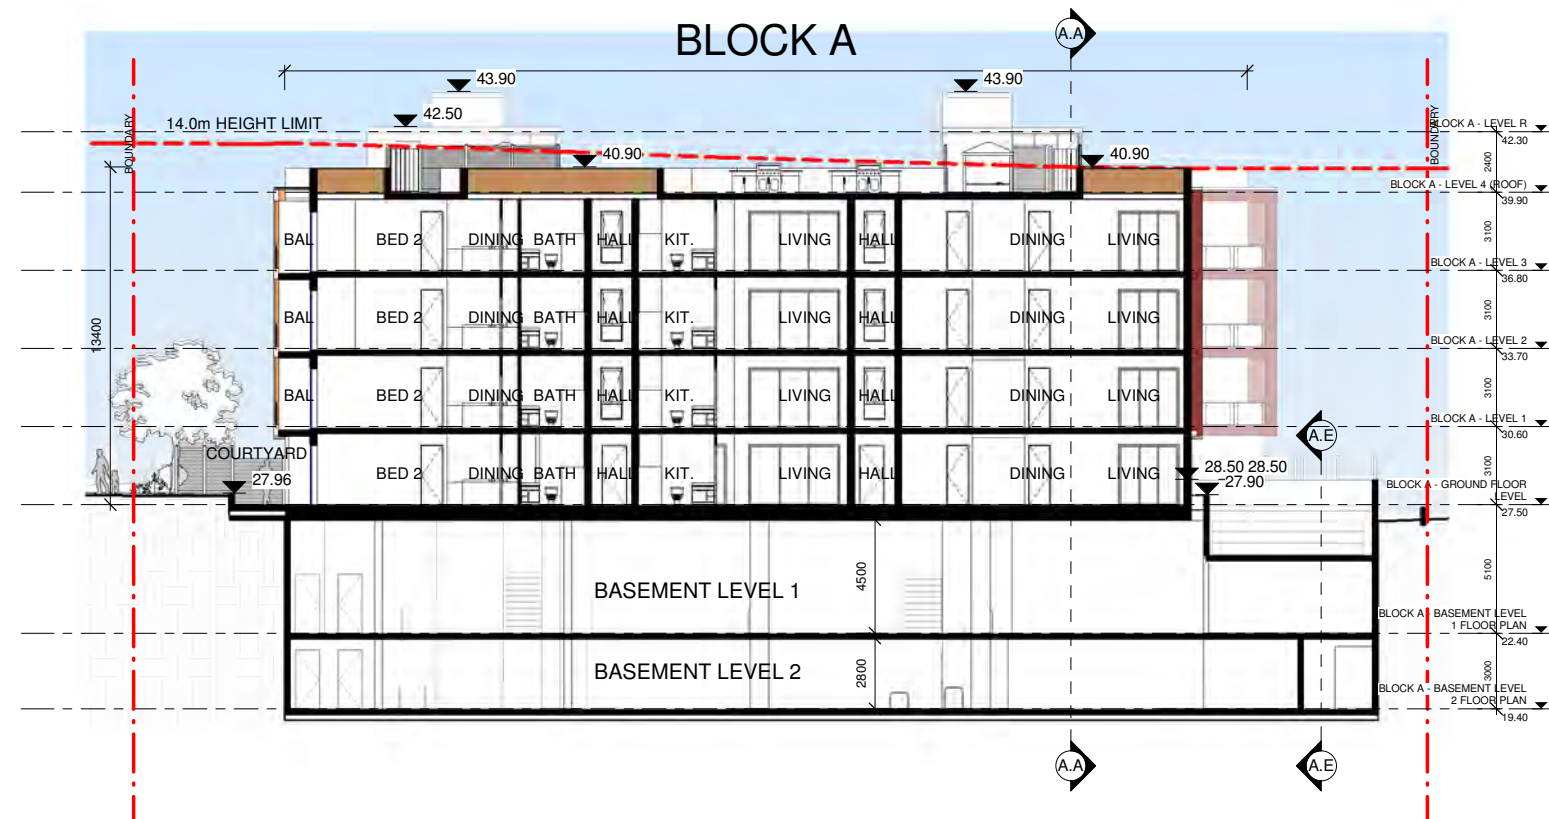 BLOCK A
A.A
43.90
43.90
42.50
14.0m HEIGHT LIMIT
BOUNDARY
BOUNDARY
BLOCK A - LEVEL R
42.30
40.90
40.90
2400
BLOCK A - LEVEL 4 (ROOF)
39.90
BAL BED 2 DINING BATH HALL KIT. LIVING HALL DINING LIVING
3100
BLOCK A - LEVEL 3
36.80
BAL BED 2 DINING BATH HALL KIT. LIVING HALL DINING LIVING
3100
13400
BLOCK A - LEVEL 2
33.70
BAL BED 2 DINING BATH HALL KIT. LIVING HALL DINING LIVING
3100
BLOCK A - LEVEL 1
30.60
A.E
COURTYARD
BED 2 DINING BATH HALL KIT. LIVING HALL DINING LIVING
3100
27.96
28.50 28.50
27.90
BLOCK A - GROUND FLOOR
LEVEL
27.50
BASEMENT LEVEL 1
4500
5100
BLOCK A - BASEMENT LEVEL
1 FLOOR PLAN
22.40
BASEMENT LEVEL 2
2800
3000
BLOCK A - BASEMENT LEVEL
2 FLOOR PLAN
19.40
A.A
A.E